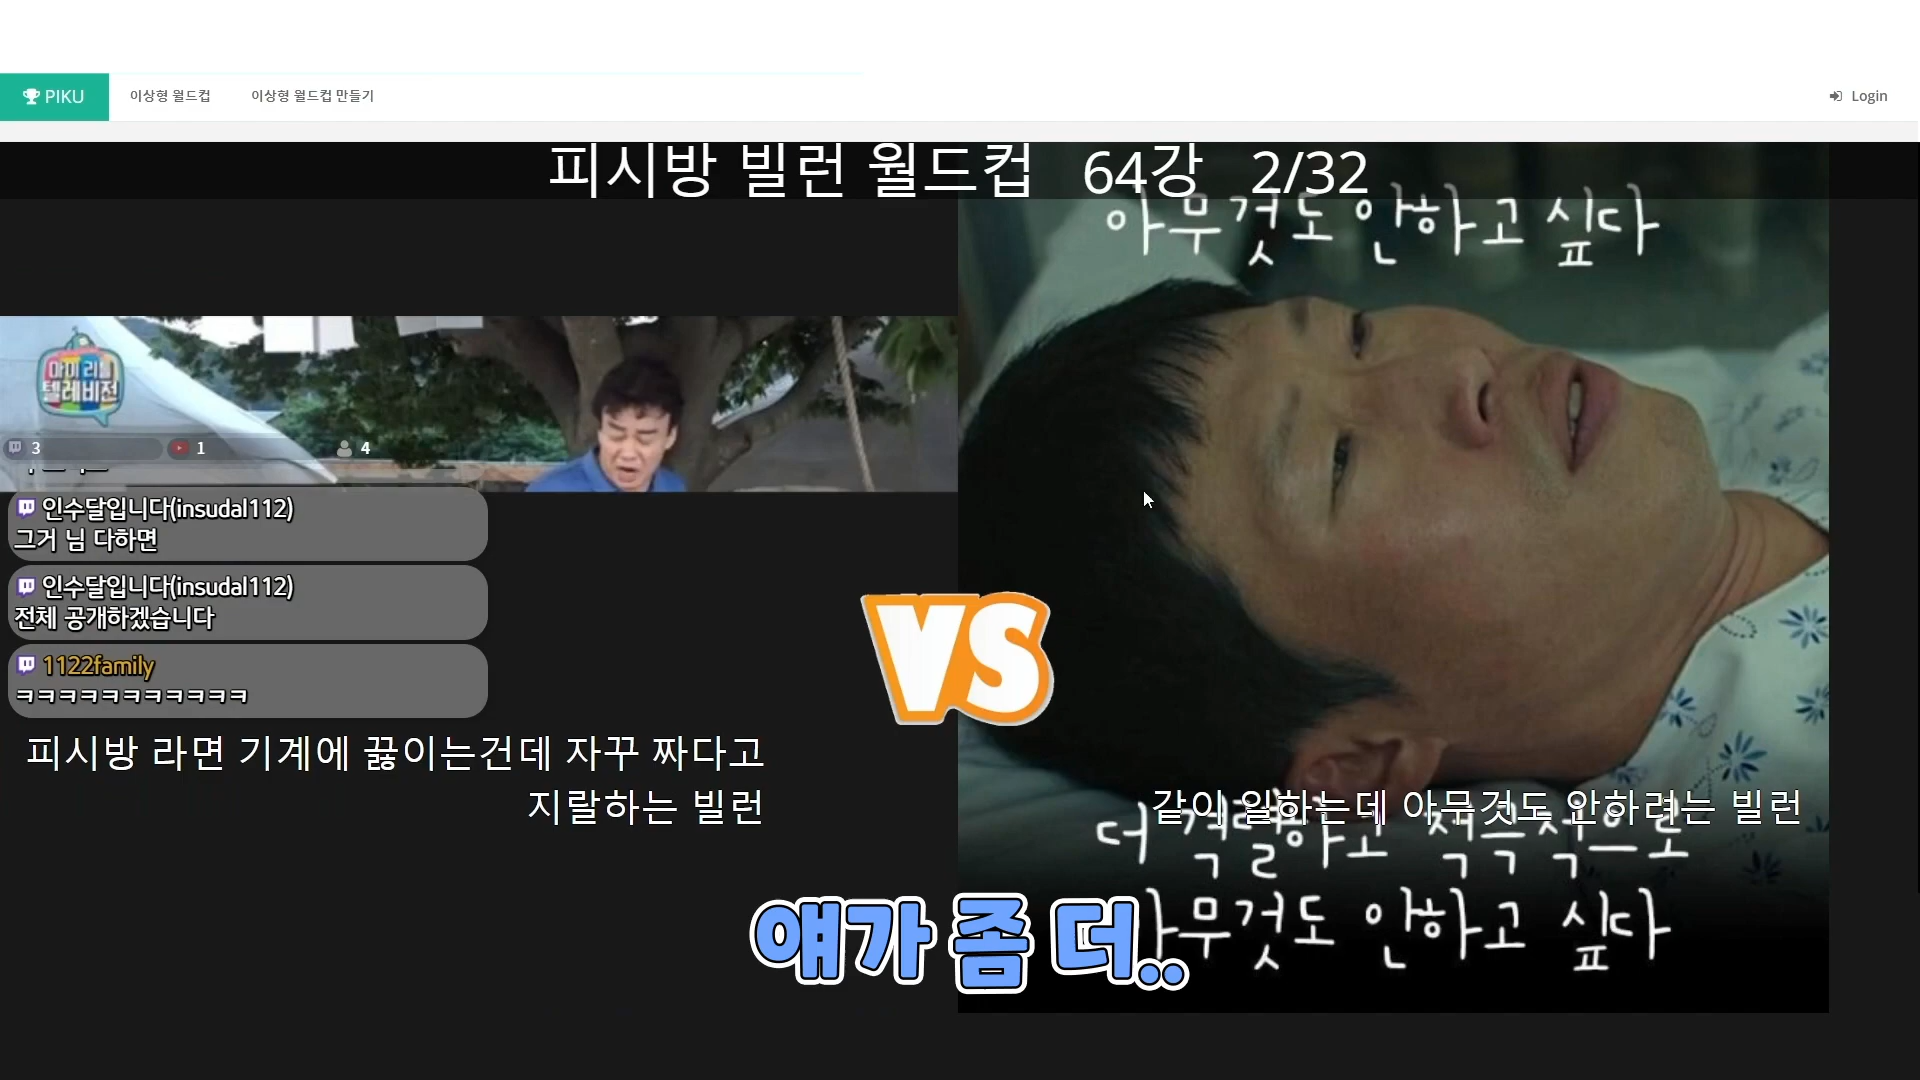 PIKU
이상형 월드컵
이상형 월드컵 만들기
Login
피시방 빌런 월드컵 64강 2/32
아무것도 안하고 싶다
마이 리틀
텔레비전
3
1
4
인수달입니다(insudal112)
그거 님 다하면
인수달입니다(insudal112)
전체 공개하겠습니다
1122family
ㅋㅋㅋㅋㅋㅋㅋㅋㅋㅋㅋ
VS
피시방 라면 기계에 끓이는건데 자꾸 짜다고
지랄하는 빌런
같이 일하는데 아무것도 안하려는 빌런
더 격렬하고 적극적으로
아무것도 안하고 싶다
얘가 좀 더..